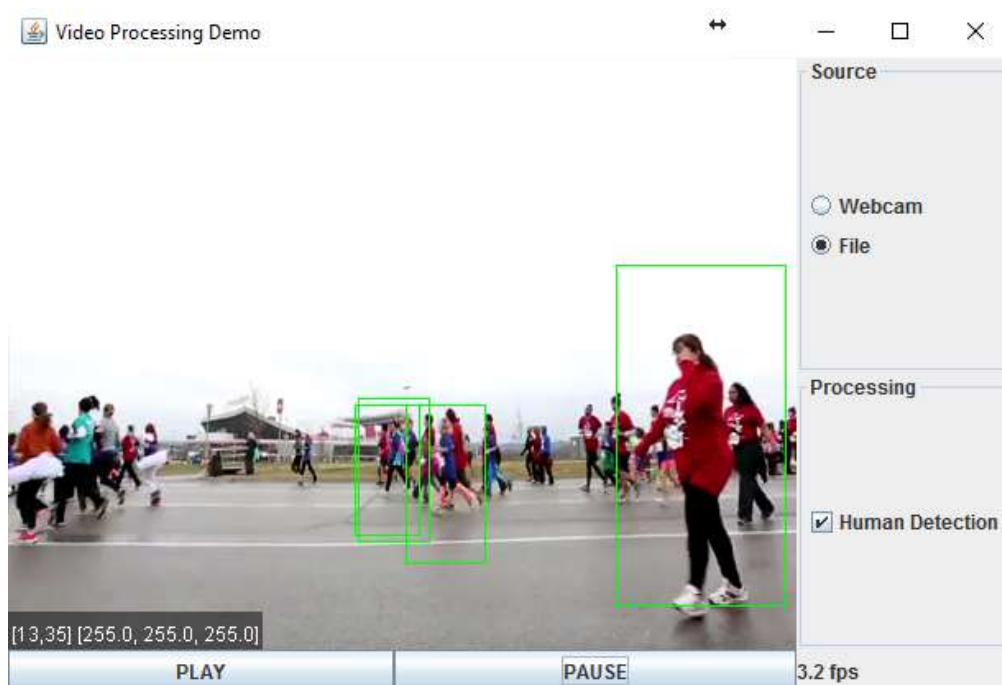 Video Processing Demo
Source
Webcam
File
Processing
Human Detection
[13,35] [255.0, 255.0, 255.0]
PLAY
PAUSE
3.2 fps